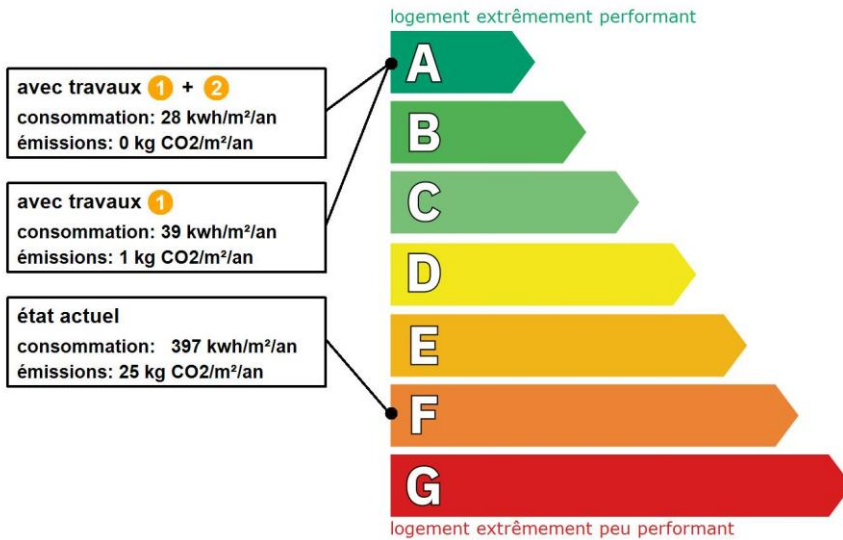 logement extrêmement performant
avec travaux 1 + 2
consommation: 28 kwh/m²/an
émissions: 0 kg CO2/m²/an
avec travaux 1
consommation: 39 kwh/m²/an
émissions: 1 kg CO2/m²/an
état actuel
consommation: 397 kwh/m²/an
émissions: 25 kg CO2/m²/an
A
B
C
D
E
F
G
logement extrêmement peu performant